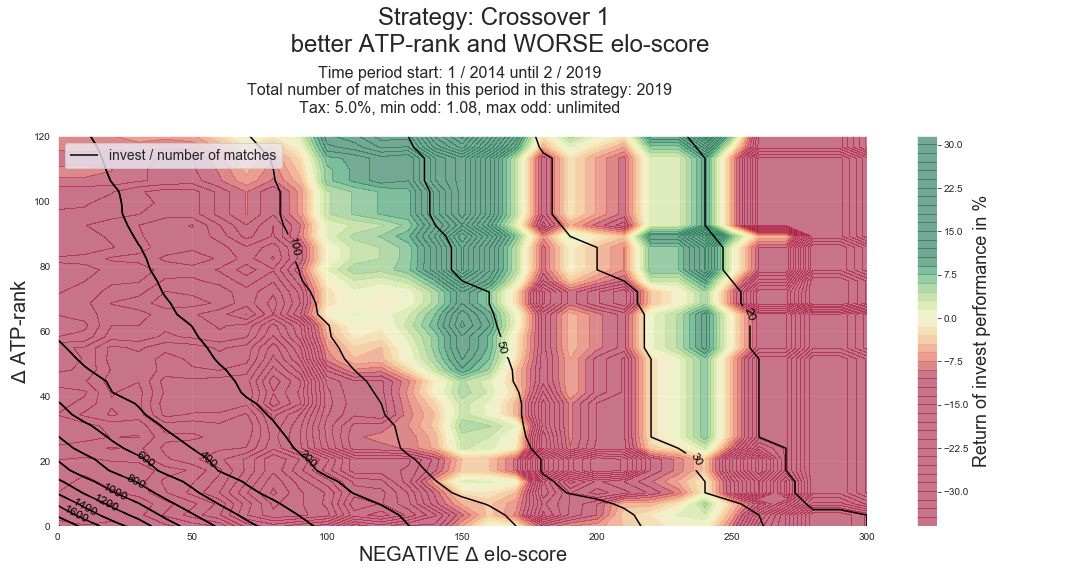 Strategy: Crossover 1
better ATP-rank and WORSE elo-score
Time period start: 1 / 2014 until 2 / 2019
Total number of matches in this period in this strategy: 2019
Tax: 5.0%, min odd: 1.08, max odd: unlimited
invest / number of matches
Δ ATP-rank
120
100
80
60
40
20
0
0 50 100 150 200 250 300
NEGATIVE Δ elo-score
1600
1400
1200
1000
800
600
400
200
100
50
30
20
30.0
22.5
15.0
7.5
0.0
−7.5
−15.0
−22.5
−30.0
Return of invest performance in %